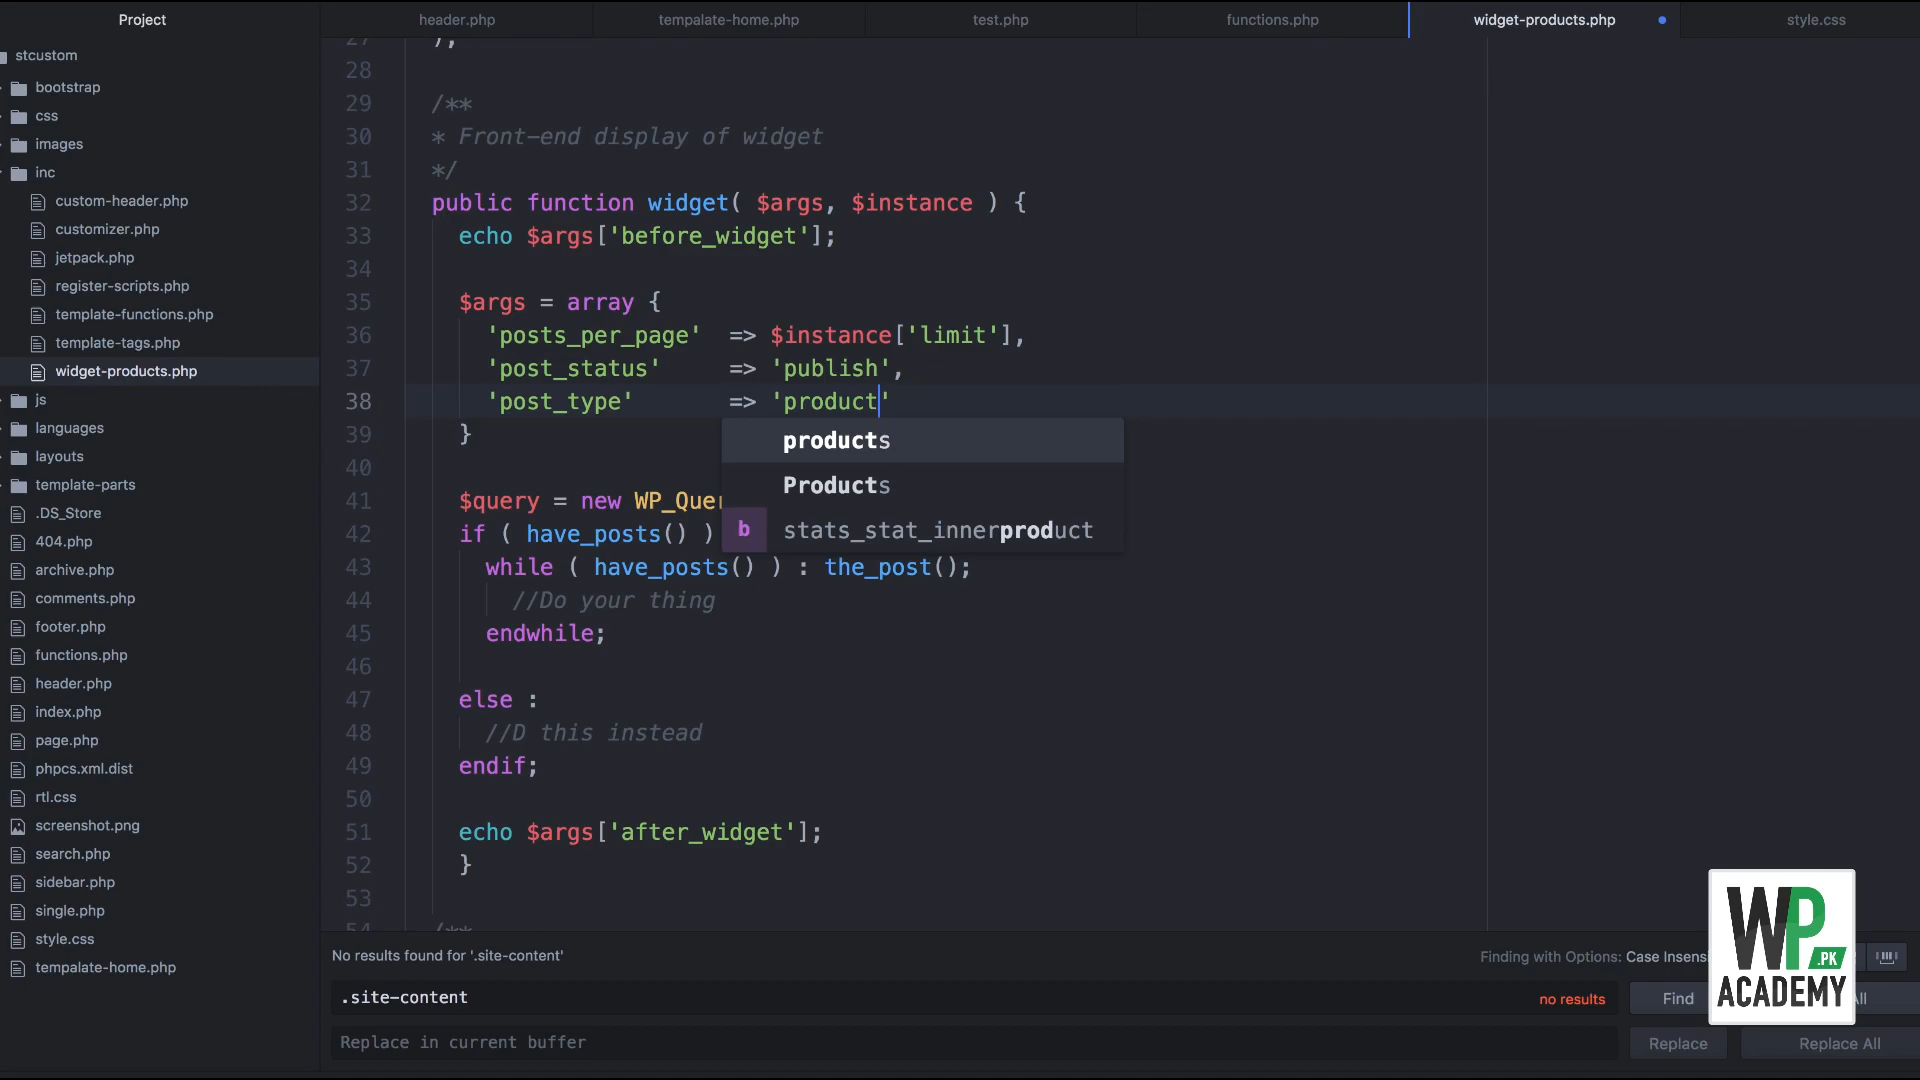 Project
header.php
tempalate-home.php
test.php
functions.php
widget-products.php
style.css
stcustom
bootstrap
css
images
inc
custom-header.php
customizer.php
jetpack.php
register-scripts.php
template-functions.php
template-tags.php
widget-products.php
js
languages
layouts
template-parts
.DS_Store
404.php
archive.php
comments.php
footer.php
functions.php
header.php
index.php
page.php
phpcs.xml.dist
rtl.css
screenshot.png
search.php
sidebar.php
single.php
style.css
tempalate-home.php
27 );
28
29 /**
30 * Front-end display of widget
31 */
32 public function widget( $args, $instance ) {
33 echo $args['before_widget'];
34
35 $args = array {
36 'posts_per_page' => $instance['limit'],
37 'post_status' => 'publish',
38 'post_type' => 'product'
39 }
40
41 $query = new WP_Quer
42 if ( have_posts() )
43 while ( have_posts() ) : the_post();
44 //Do your thing
45 endwhile;
46
47 else :
48 //D this instead
49 endif;
50
51 echo $args['after_widget'];
52 }
53
54 /**
products
Products
b stats_stat_innerproduct
No results found for '.site-content'
Finding with Options: Case Insensi
.site-content
no results
Find
All
Replace in current buffer
Replace
Replace All
WP
.PK
ACADEMY